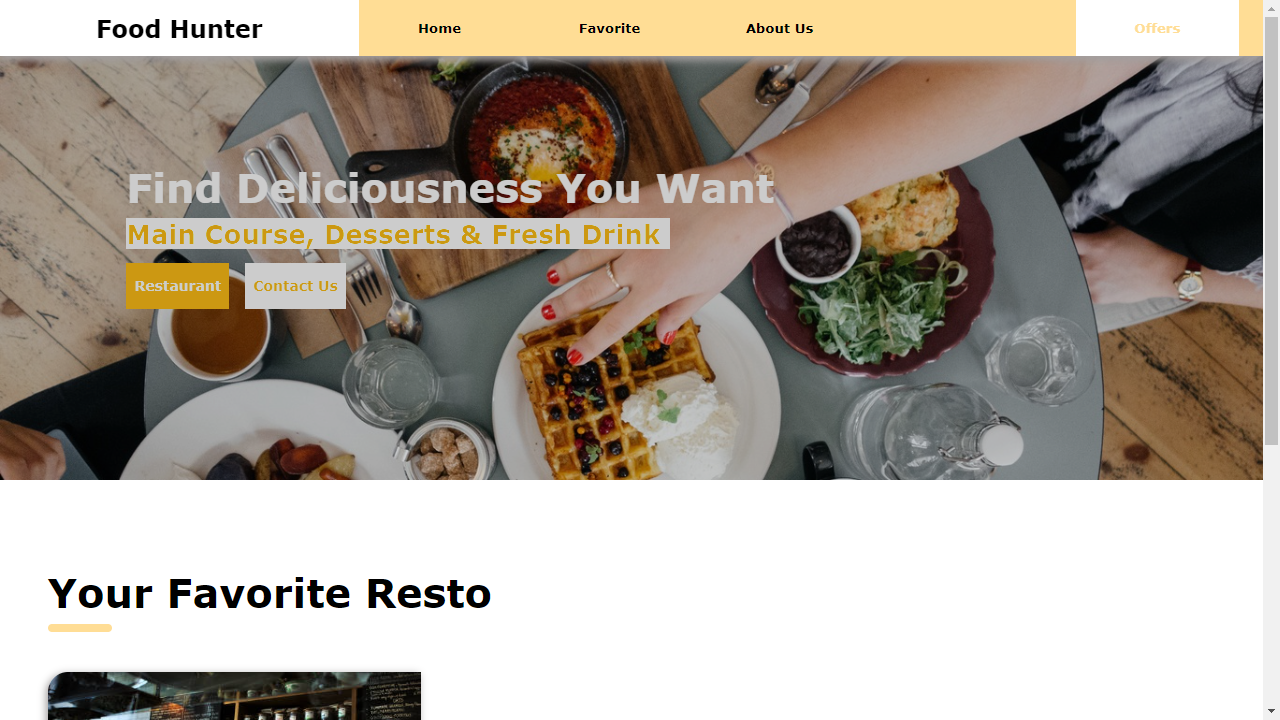 Food Hunter
Home
Favorite
About Us
Offers
Find Deliciousness You Want
Main Course, Desserts & Fresh Drink
Restaurant
Contact Us
Your Favorite Resto